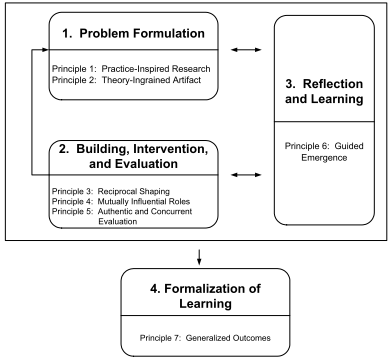 1. Problem Formulation
Principle 1: Practice-Inspired Research
Principle 2: Theory-Ingrained Artifact
2. Building, Intervention,
and Evaluation
Principle 3: Reciprocal Shaping
Principle 4: Mutually Influential Roles
Principle 5: Authentic and Concurrent
Evaluation
3. Reflection
and Learning
Principle 6: Guided
Emergence
4. Formalization of
Learning
Principle 7: Generalized Outcomes